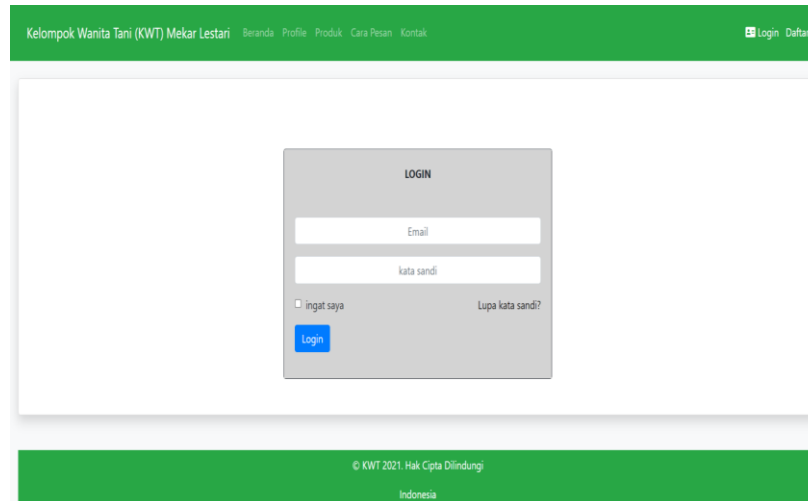 Kelompok Wanita Tani (KWT) Mekar Lestari Beranda Profile Produk Cara Pesan Kontak Login Daftar
LOGIN
Email
kata sandi
ingat saya Lupa kata sandi?
Login
© KWT 2021. Hak Cipta Dilindungi
Indonesia